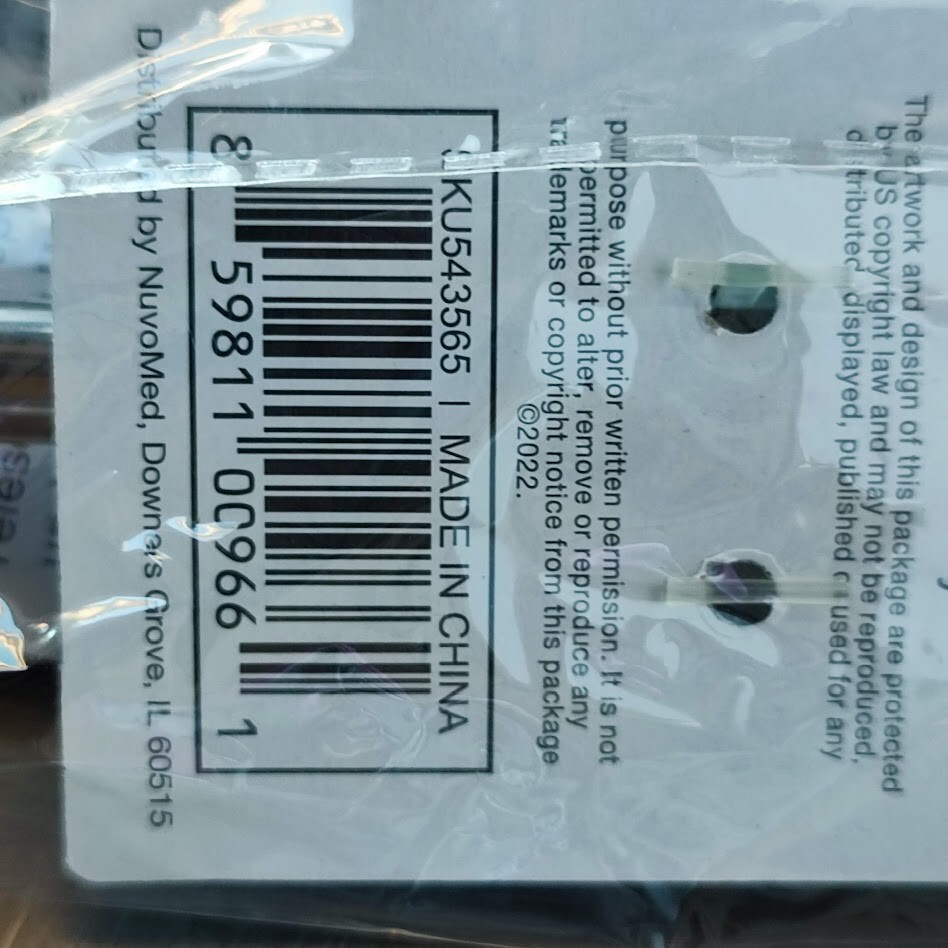 The artwork and design of this package are protected
by US copyright law and may not be reproduced,
distributed, displayed, published or used for any
purpose without prior written permission. It is not
permitted to alter, remove or reproduce any
trademarks or copyright notice from this package
©2022.
SKU543565 | MADE IN CHINA
8 59811 00966 1
Distributed by NuvoMed, Downers Grove, IL 60515